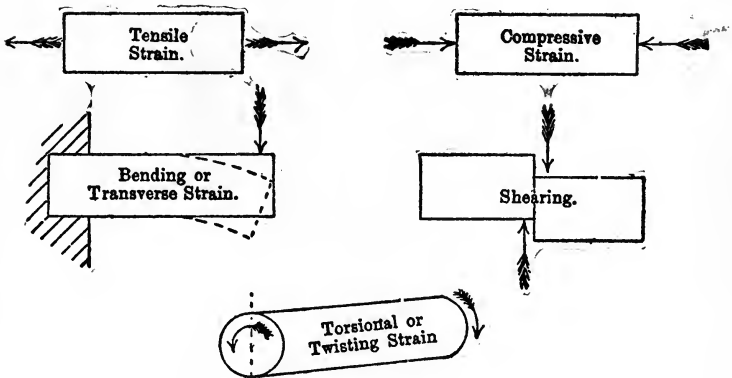 Tensile
Strain.
Compressive
Strain.
Bending or
Transverse Strain.
Shearing.
Torsional or
Twisting Strain